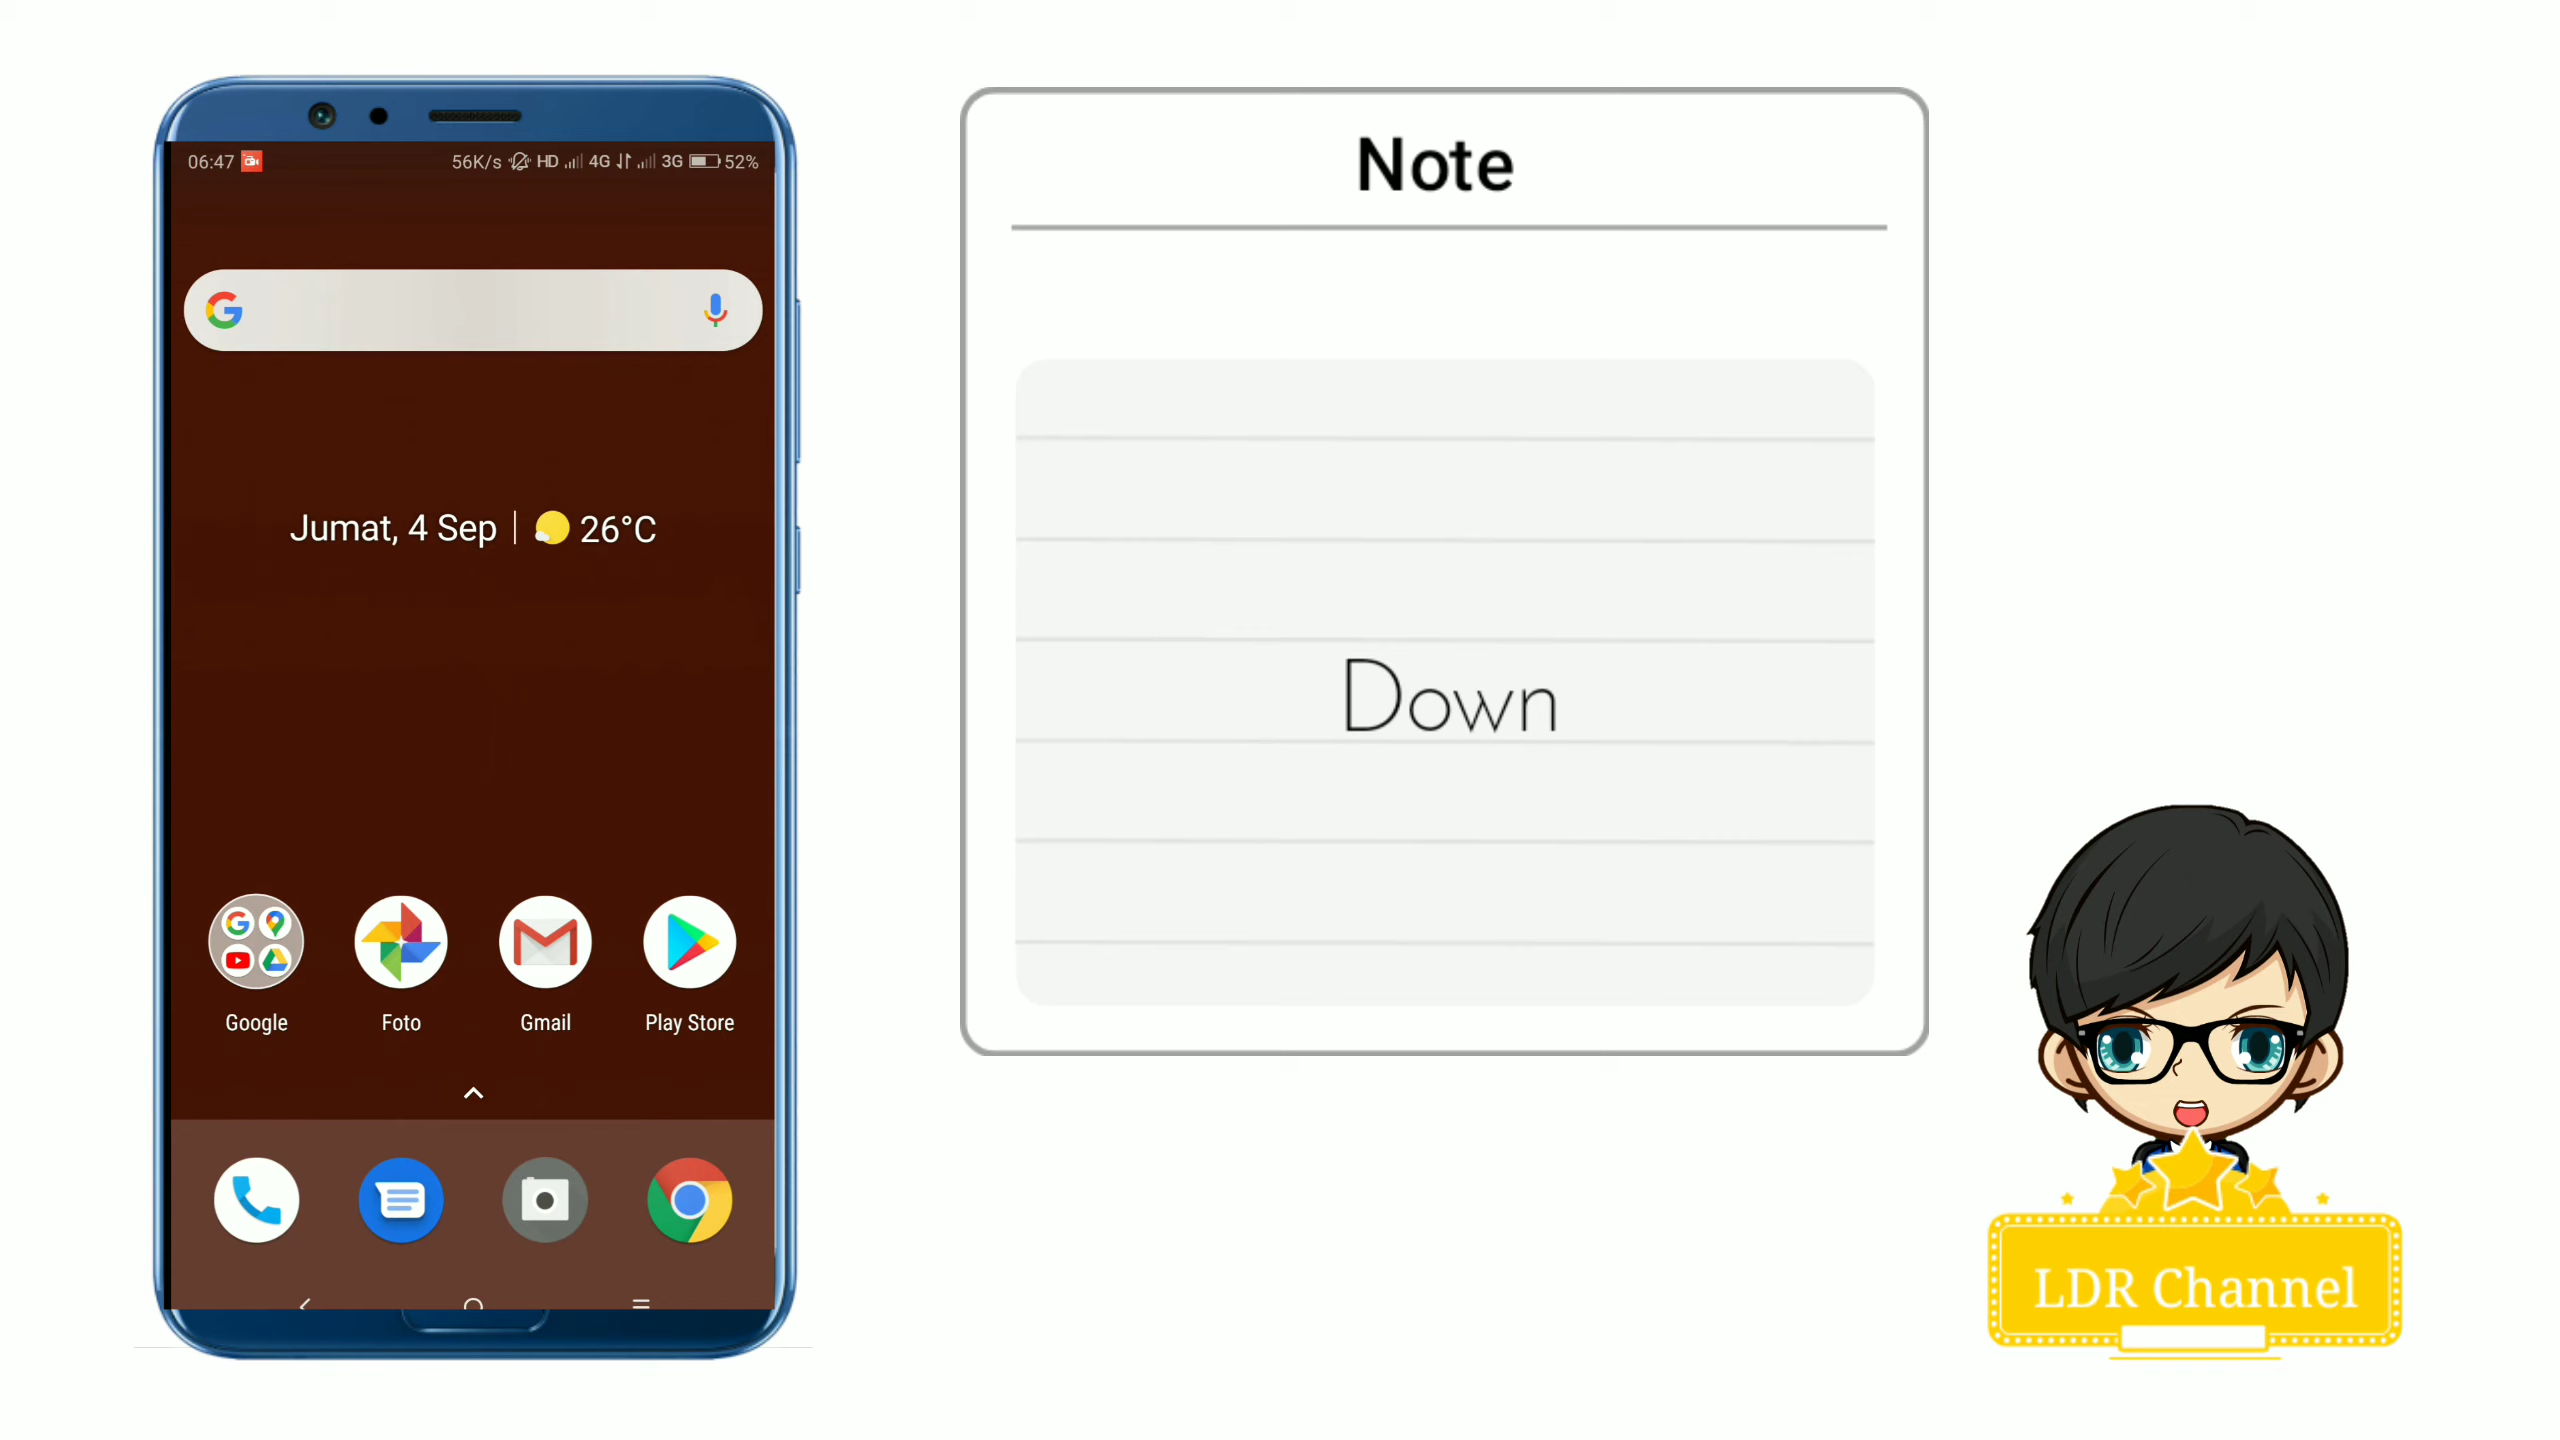 06:47 56K/s HD 4G 3G 52%
Jumat, 4 Sep 26°C
Google Foto Gmail Play Store
Note
Down
LDR Channel